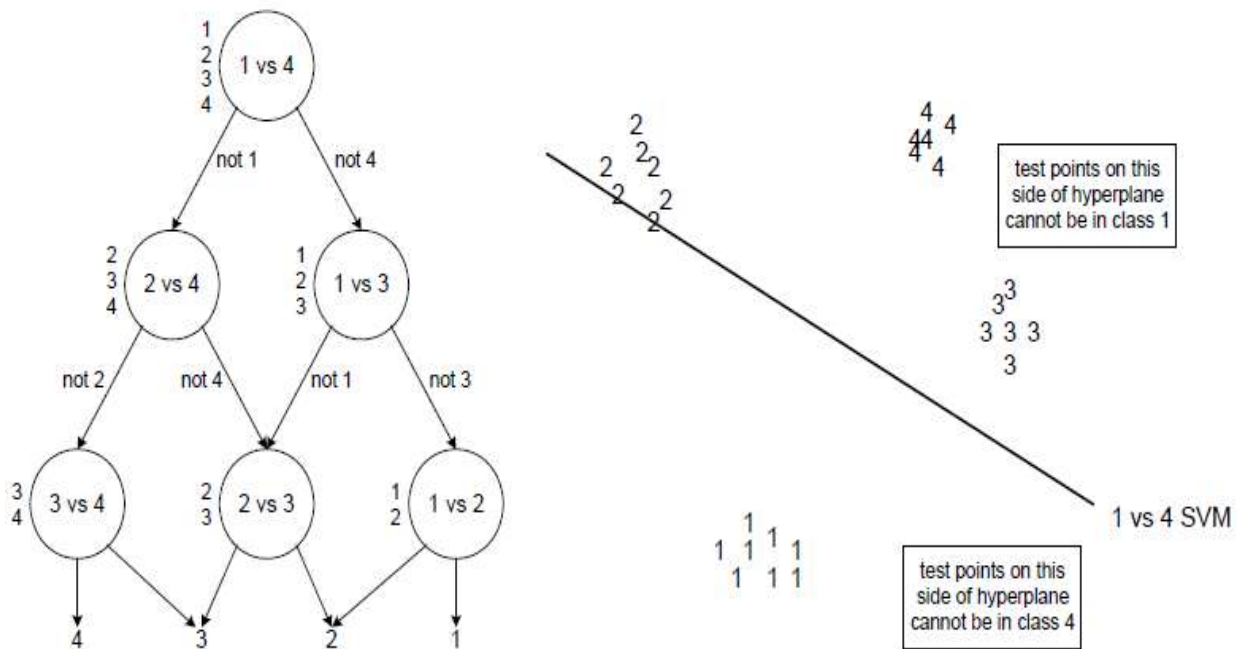 1
2
3
4
1 vs 4
not 1
not 4
2
3
4
2 vs 4
1
2
3
1 vs 3
not 2
not 4
not 1
not 3
3
4
3 vs 4
2
3
2 vs 3
1
2
1 vs 2
4
3
2
1
2
2
2
2
2
2
2
4
4
4
4
4
4
test points on this
side of hyperplane
cannot be in class 1
3
3
3 3 3
3
1 vs 4 SVM
1
1
1 1 1
1 1 1
test points on this
side of hyperplane
cannot be in class 4